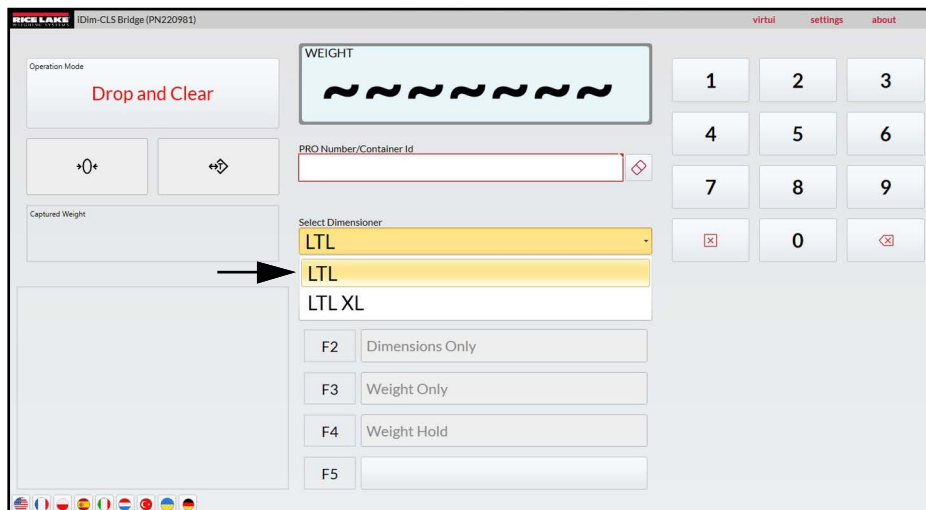 RICE LAKE
WEIGHING SYSTEMS
iDim-CLS Bridge (PN220981)
virtui settings about
Operation Mode
Drop and Clear
WEIGHT
~~~~~~~
PRO Number/Container Id
Captured Weight
Select Dimensioner
LTL
LTL
LTL XL
F2 Dimensions Only
F3 Weight Only
F4 Weight Hold
F5
1 2 3
4 5 6
7 8 9
0